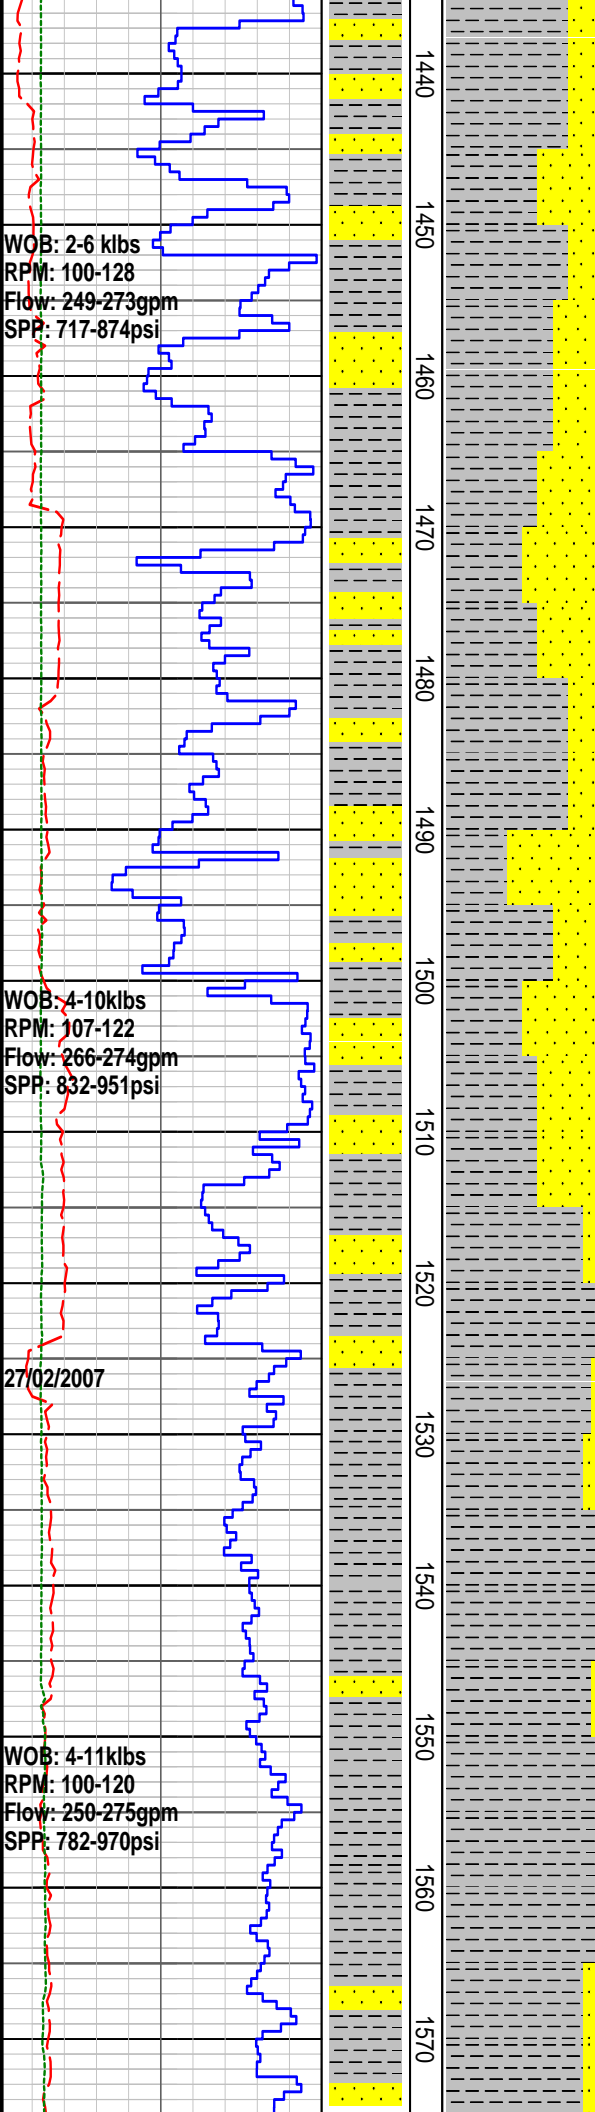 1440
1450
WOB: 2-6 klbs
RPM: 100-128
Flow: 249-273gpm
SPP: 717-874psi
1460
1470
1480
1490
1500
WOB: 4-10klbs
RPM: 107-122
Flow: 266-274gpm
SPP: 832-951psi
1510
1520
27/02/2007
1530
1540
1550
WOB: 4-11klbs
RPM: 100-120
Flow: 250-275gpm
SPP: 782-970psi
1560
1570